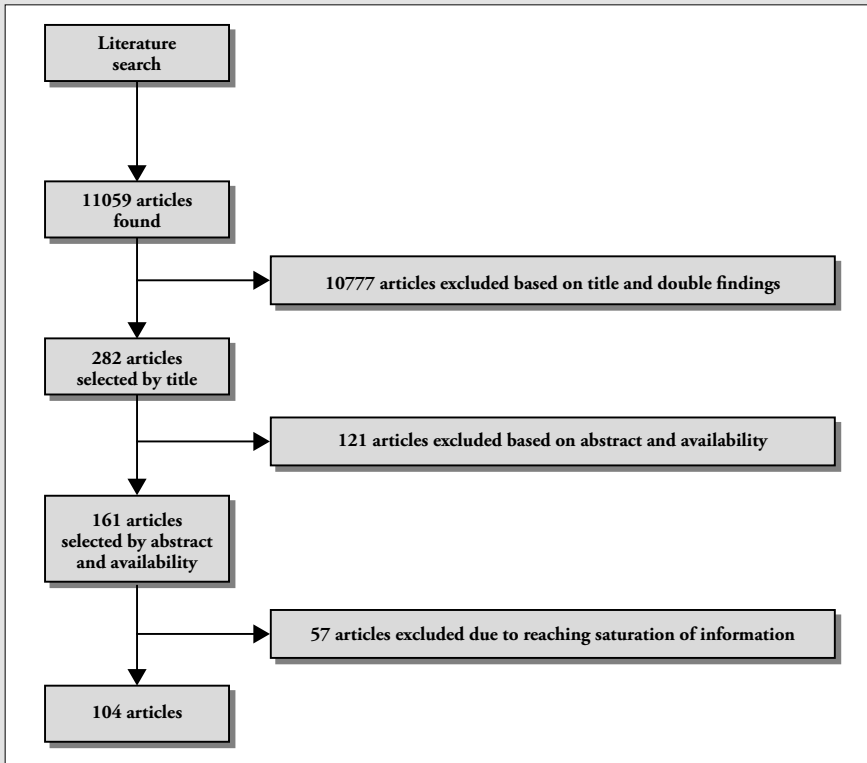 Literature
search
11059 articles
found
10777 articles excluded based on title and double findings
282 articles
selected by title
121 articles excluded based on abstract and availability
161 articles
selected by abstract
and availability
57 articles excluded due to reaching saturation of information
104 articles